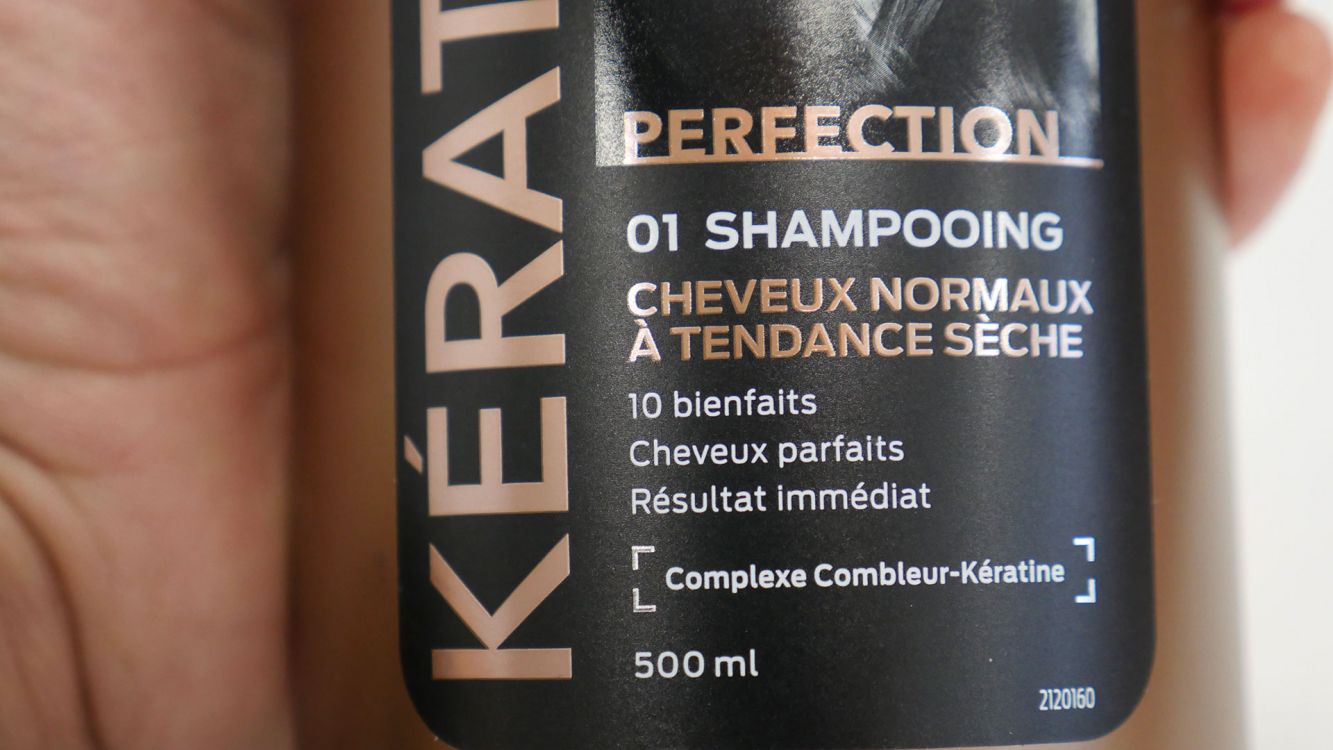 KÉRAT
PERFECTION
01 SHAMPOOING
CHEVEUX NORMAUX
À TENDANCE SÈCHE
10 bienfaits
Cheveux parfaits
Résultat immédiat
Complexe Combleur-Kératine
500 ml
2120160